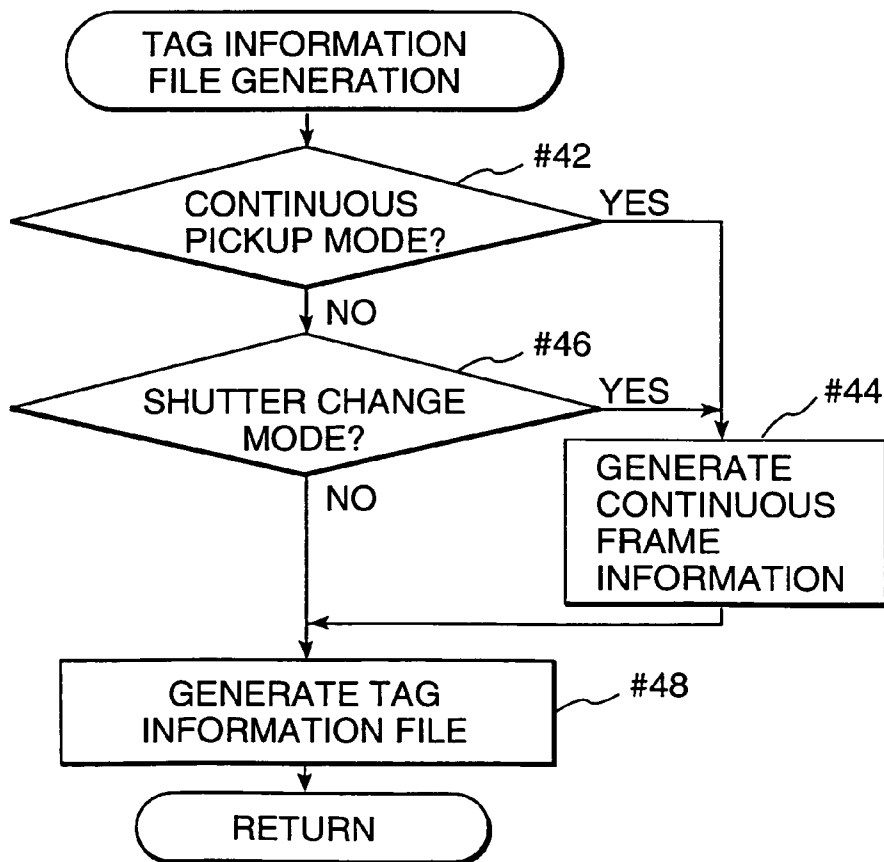 TAG INFORMATION
FILE GENERATION
#42
CONTINUOUS
PICKUP MODE?
YES
NO
#46
SHUTTER CHANGE
MODE?
YES
NO
#44
GENERATE
CONTINUOUS
FRAME
INFORMATION
GENERATE TAG
INFORMATION FILE
#48
RETURN